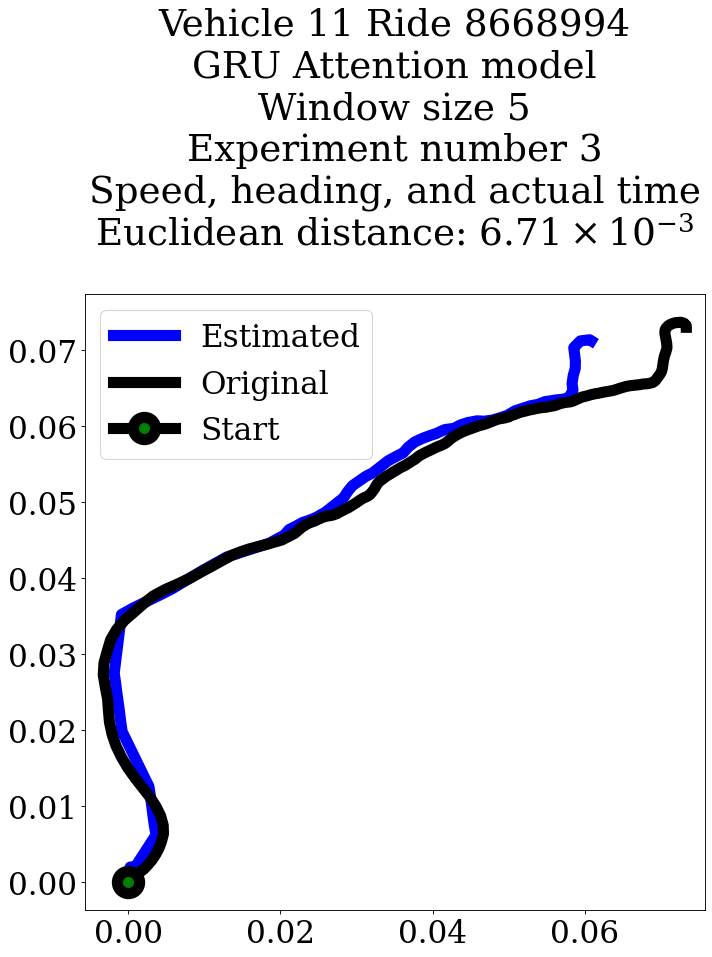 Vehicle 11 Ride 8668994
GRU Attention model
Window size 5
Experiment number 3
Speed, heading, and actual time
Euclidean distance: 6.71 × 10⁻³
Estimated
Original
Start
0.07
0.06
0.05
0.04
0.03
0.02
0.01
0.00
0.00 0.02 0.04 0.06